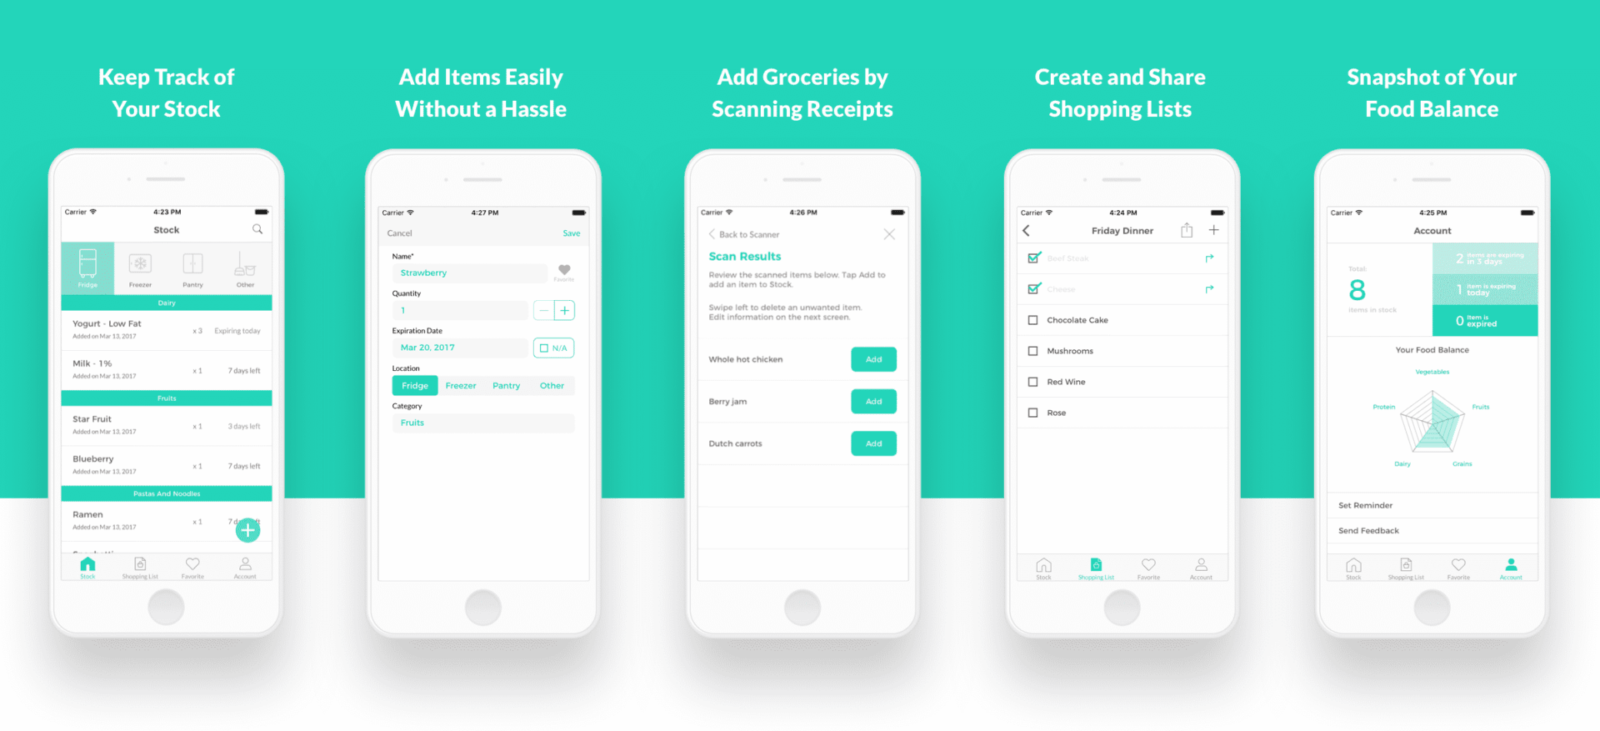 Keep Track of
Your Stock
Carrier 4:23 PM
Stock
Fridge Freezer Pantry Other
Dairy
Yogurt - Low Fat
Added on Mar 13, 2017
x 3 Expiring today
Milk - 1%
Added on Mar 13, 2017
x 1 7 days left
Fruits
Star Fruit
Added on Mar 13, 2017
x 1 3 days left
Blueberry
Added on Mar 13, 2017
x 1 7 days left
Pastas And Noodles
Ramen
Added on Mar 13, 2017
x 1
Stock Shopping List Favorite Account
Add Items Easily
Without a Hassle
Carrier 4:27 PM
Cancel Save
Name*
Strawberry
Favorite
Quantity
1
Expiration Date
Mar 20, 2017 N/A
Location
Fridge Freezer Pantry Other
Category
Fruits
Add Groceries by
Scanning Receipts
Carrier 4:26 PM
Back to Scanner
Scan Results
Review the scanned items below. Tap Add to
add an item to Stock.
Swipe left to delete an unwanted item.
Edit information on the next screen.
Whole hot chicken Add
Berry jam Add
Dutch carrots Add
Create and Share
Shopping Lists
Carrier 4:24 PM
Friday Dinner
Beef Steak
Cheese
Chocolate Cake
Mushrooms
Red Wine
Rose
Stock Shopping List Favorite Account
Snapshot of Your
Food Balance
Carrier 4:25 PM
Account
Total
8
items in stock
2 items are expiring
in 3 days
1 item is expiring
today
0 item is
expired
Your Food Balance
Vegetables
Protein Fruits
Dairy Grains
Set Reminder
Send Feedback
Stock Shopping List Favorite Account